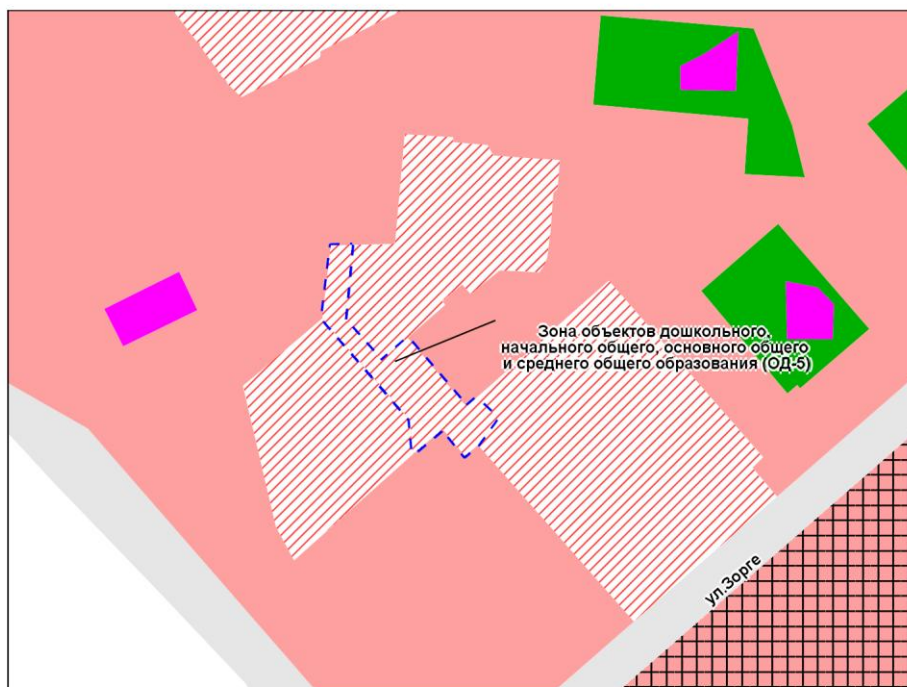 Зона объектов дошкольного,
начального общего, основного общего
и среднего общего образования (ОД-5)
ул.Зорге